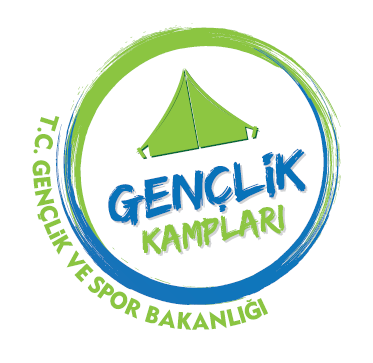 GENÇLİK
KAMPLARI
T.C. GENÇLİK VE SPOR BAKANLIĞI